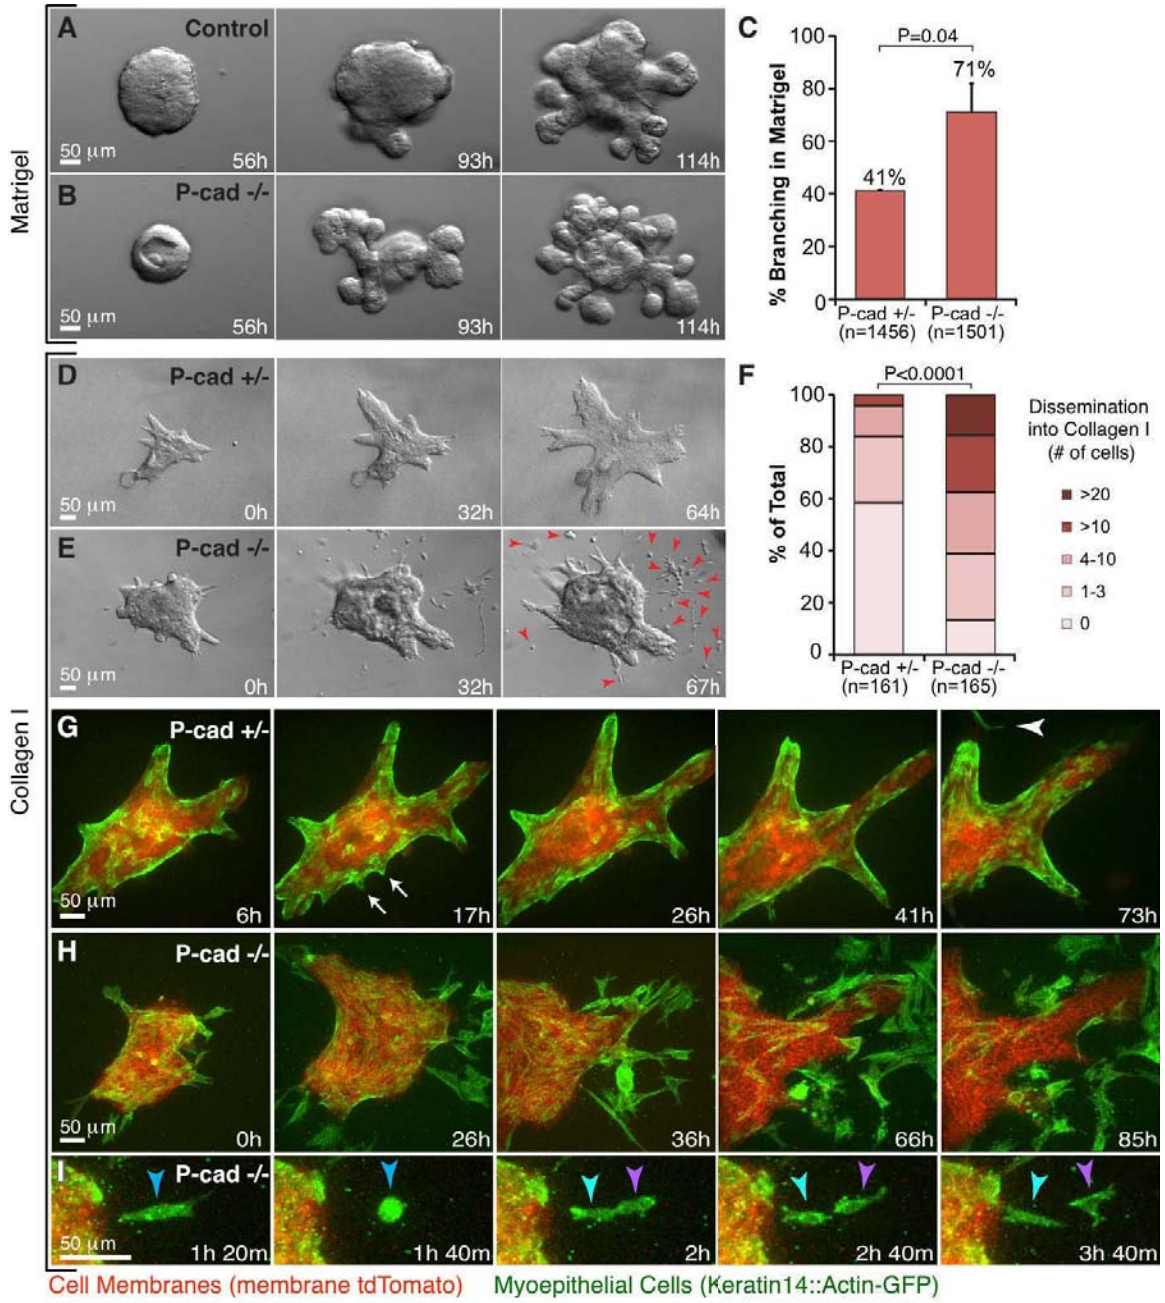 Matrigel
A Control
50 μm
56h
93h
114h
B P-cad -/-
50 μm
56h
93h
114h
C
% Branching in Matrigel
100
80
60
40
20
0
P=0.04
41%
71%
P-cad +/-
(n=1456)
P-cad -/-
(n=1501)
Collagen I
D P-cad +/-
50 μm
0h
32h
64h
E P-cad -/-
50 μm
0h
32h
67h
F
% of Total
100
80
60
40
20
0
P<0.0001
P-cad +/-
(n=161)
P-cad -/-
(n=165)
Dissemination
into Collagen I
(# of cells)
>20
>10
4-10
1-3
0
G P-cad +/-
50 μm
6h
17h
26h
41h
73h
H P-cad -/-
50 μm
0h
26h
36h
66h
85h
I P-cad -/-
50 μm
1h 20m
1h 40m
2h
2h 40m
3h 40m
Cell Membranes (membrane tdTomato)
Myoepithelial Cells (Keratin14::Actin-GFP)